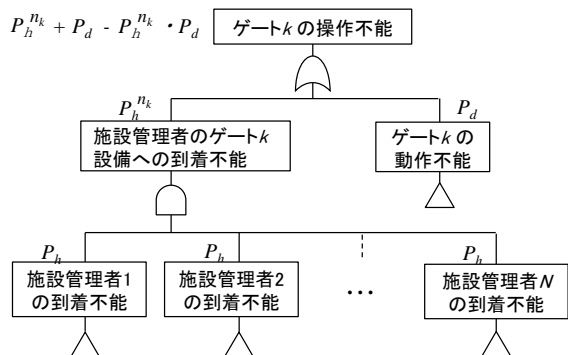 P_h^{n_k} + P_d - P_h^{n_k}・P_d
ゲートkの操作不能
P_h^{n_k}
P_d
施設管理者のゲートk
設備への到着不能
ゲートkの
動作不能
P_h
P_h
P_h
施設管理者1
の到着不能
施設管理者2
の到着不能
…
施設管理者N
の到着不能